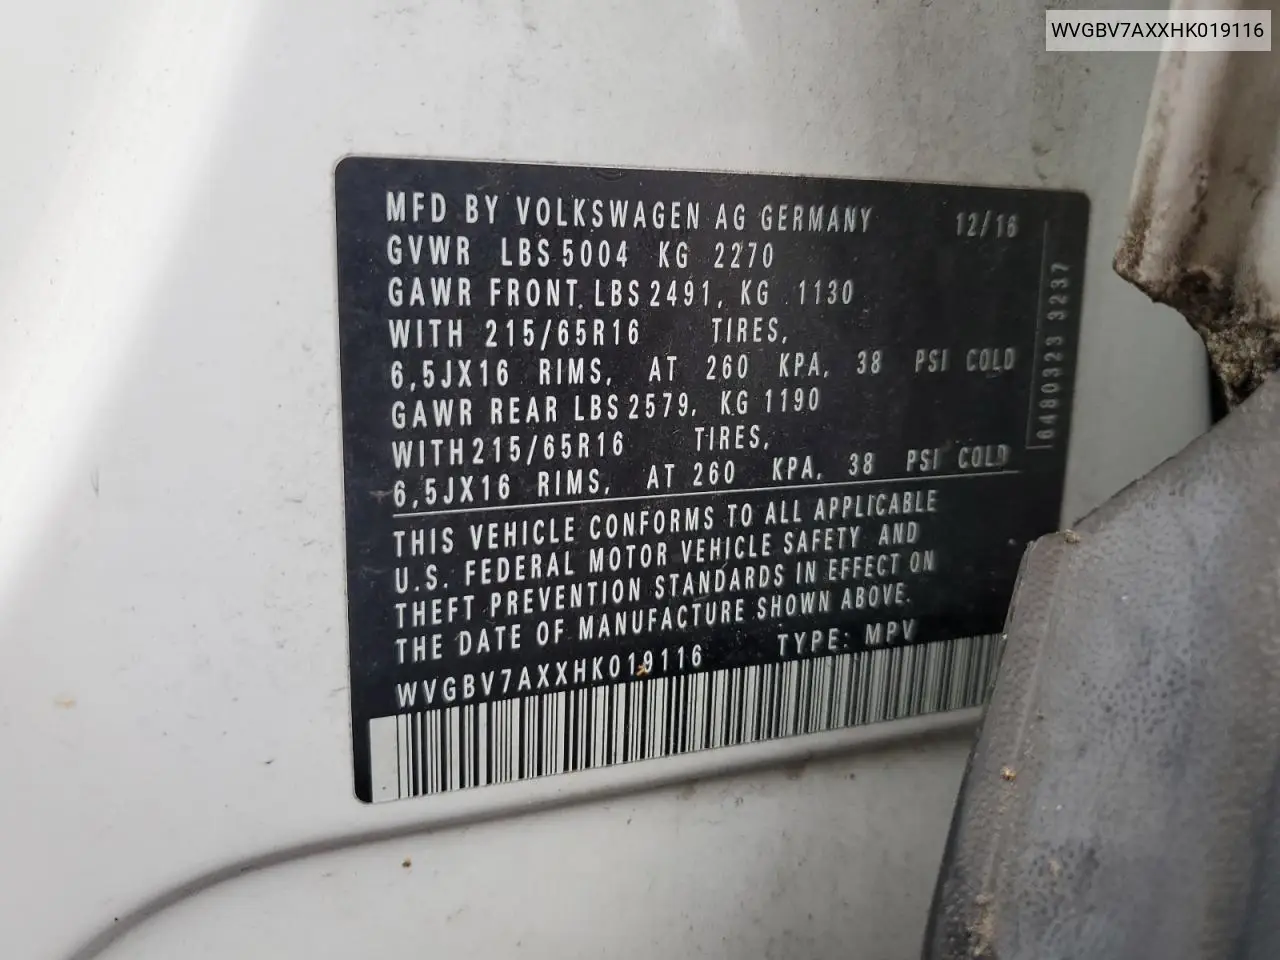 WVGBV7AXXHK019116
MFD BY VOLKSWAGEN AG GERMANY 12/16
GVWR LBS 5004 KG 2270
GAWR FRONT. LBS 2491, KG 1130
WITH 215/65R16 TIRES,
6,5JX16 RIMS, AT 260 KPA, 38 PSI COLD
GAWR REAR LBS 2579, KG 1190
WITH 215/65R16 TIRES,
6,5JX16 RIMS, AT 260 KPA, 38 PSI COLD
THIS VEHICLE CONFORMS TO ALL APPLICABLE
U.S. FEDERAL MOTOR VEHICLE SAFETY AND
THEFT PREVENTION STANDARDS IN EFFECT ON
THE DATE OF MANUFACTURE SHOWN ABOVE.
WVGBV7AXXHK019116 TYPE: MPV
6480323 3237